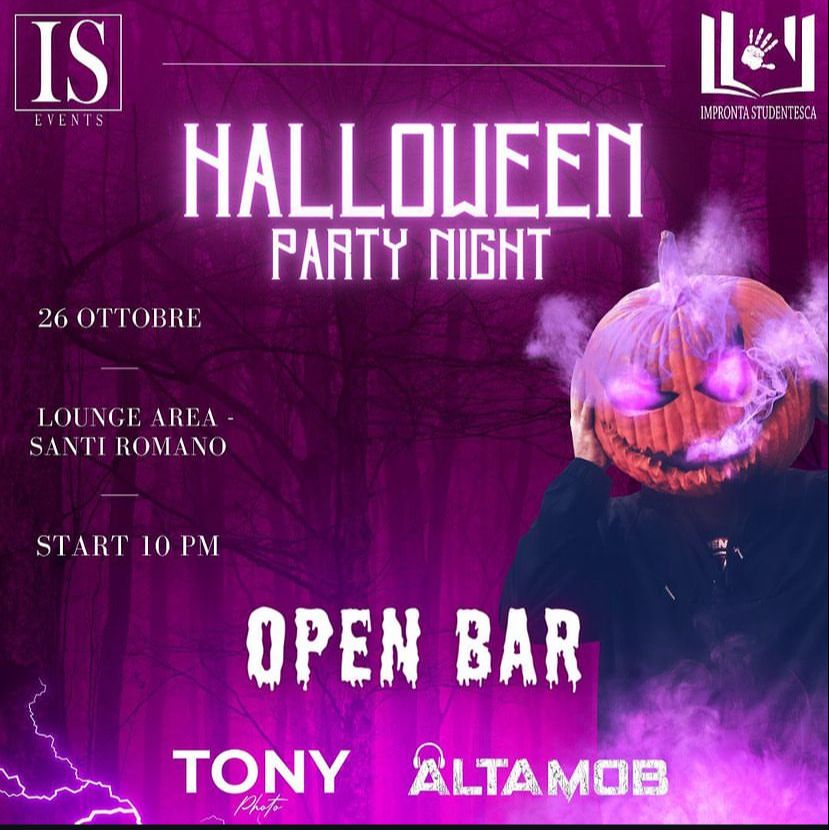 IS
EVENTS
IMPRONTA STUDENTESCA
HALLOWEEN
PARTY NIGHT
26 OTTOBRE
LOUNGE AREA -
SANTI ROMANO
START 10 PM
OPEN BAR
TONY
Photo
ALTAMOB